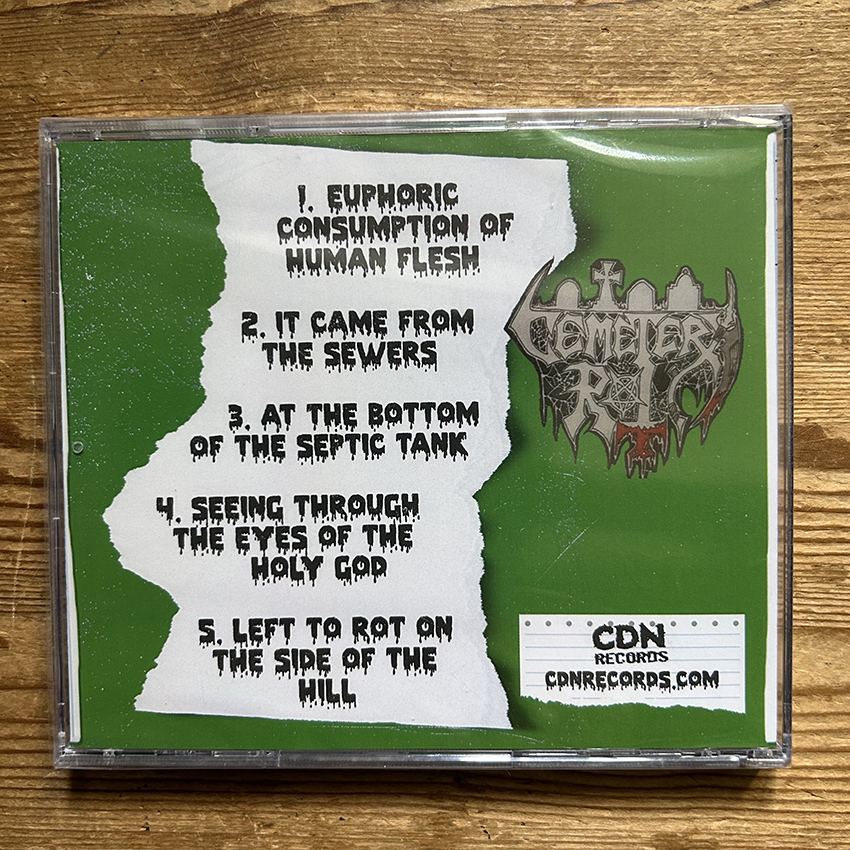 1. EUPHORIC
CONSUMPTION OF
HUMAN FLESH
2. IT CAME FROM
THE SEWERS
3. AT THE BOTTOM
OF THE SEPTIC TANK
4. SEEING THROUGH
THE EYES OF THE
HOLY GOD
5. LEFT TO ROT ON
THE SIDE OF THE
HILL
CEMETERY
ROT
CDN
RECORDS
CDNRECORDS.COM